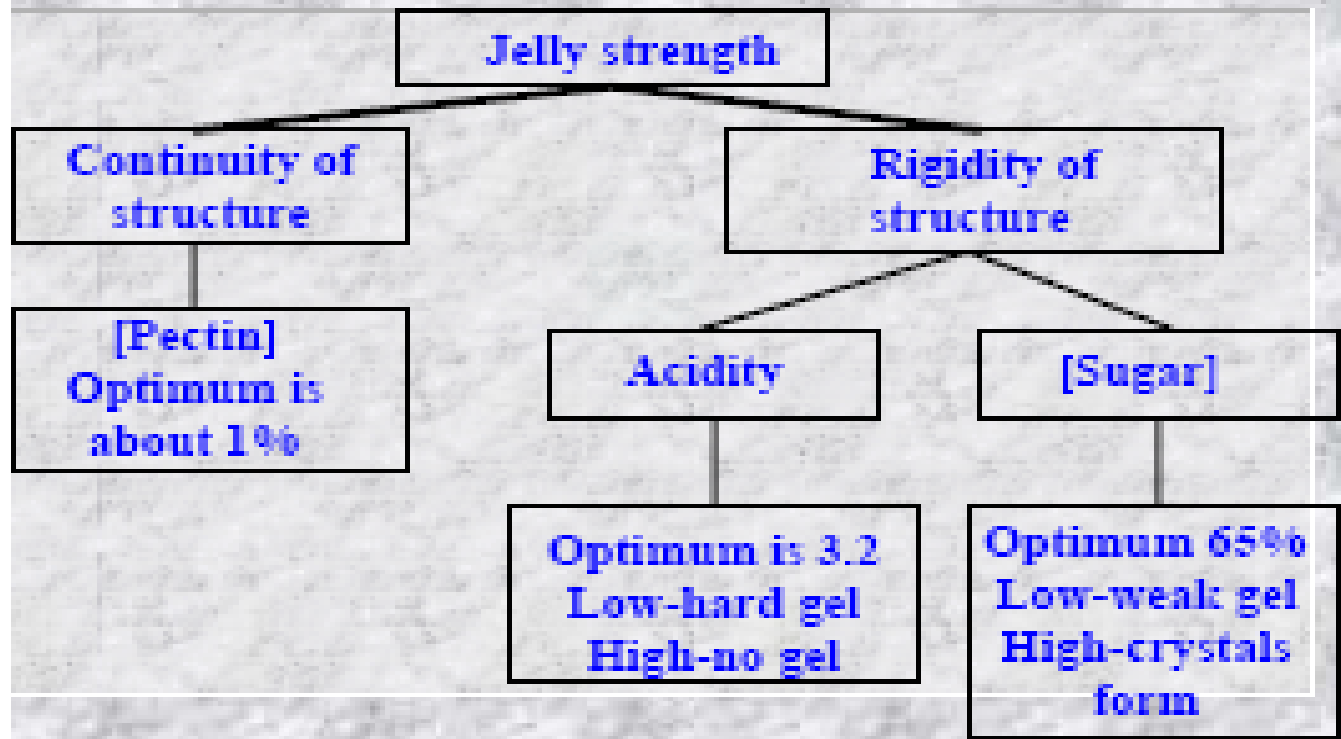 Jelly strength
Continuity of
structure
Rigidity of
structure
[Pectin]
Optimum is
about 1%
Acidity
[Sugar]
Optimum is 3.2
Low-hard gel
High-no gel
Optimum 65%
Low-weak gel
High-crystals
form